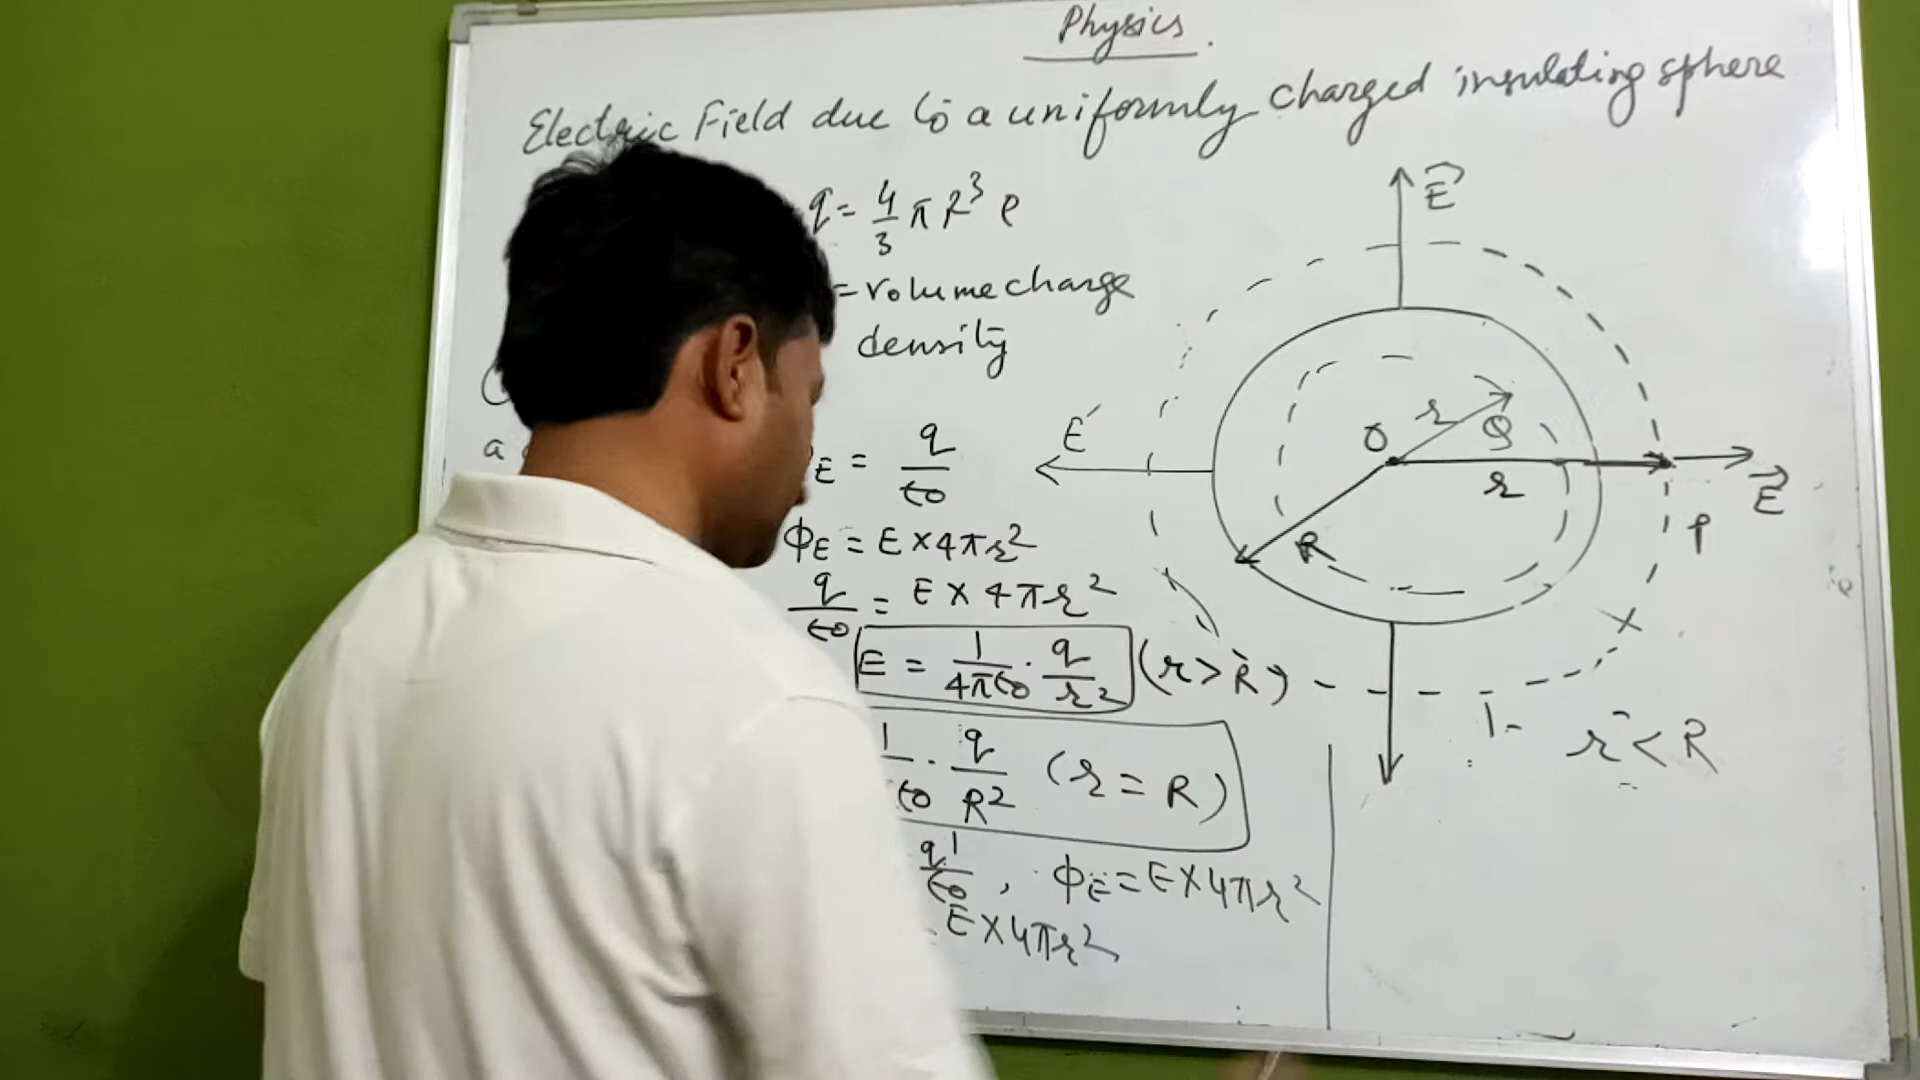 Physics.
Electric Field due to a uniformly charged insulating sphere
q = 4/3 π R³ ρ
= volume charge
density
a
E = q/ε0
ϕE = E × 4πr²
q/ε0 = E × 4πr²
E = 1/4πε0 · q/r² (r > R)
1/ε0 · q/R² (r = R)
q¹/ε0 , ϕE = E × 4πr²
E × 4πr²
E
E
O
r
Q
r
R
E
P
r < R